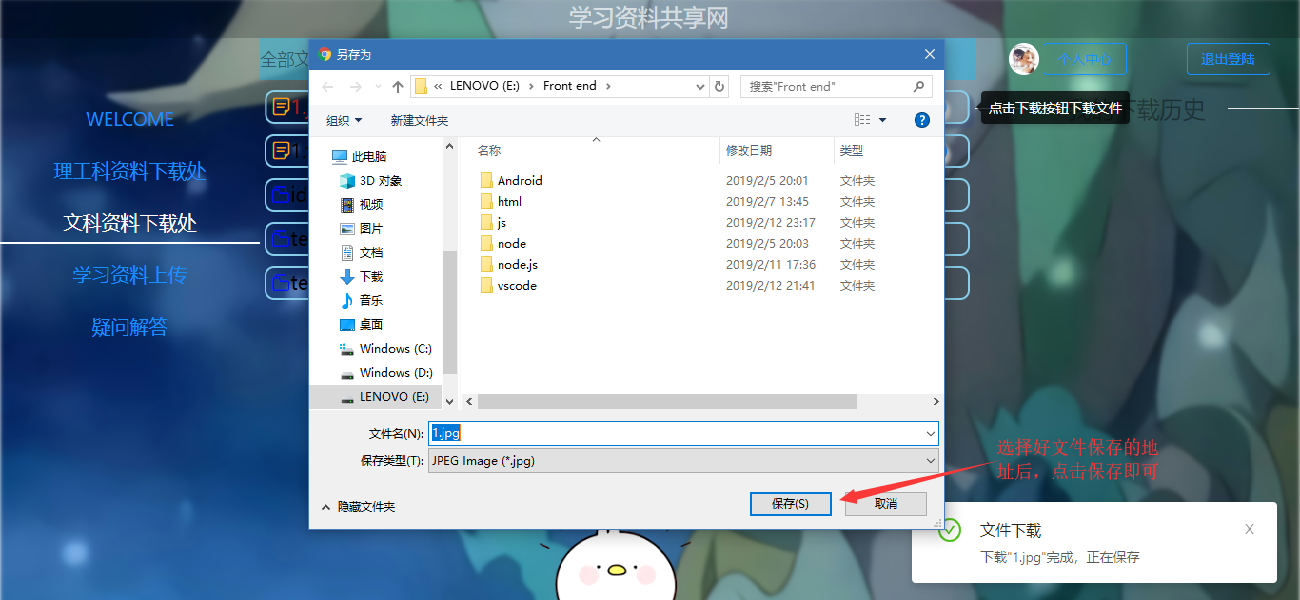 学习资料共享网
全部文
个人中心
退出登陆
WELCOME
理工科资料下载处
文科资料下载处
学习资料上传
疑问解答
点击下载按钮下载文件
下载历史
1.
1.
id
te
te
另存为
« LENOVO (E:) › Front end ›
搜索"Front end"
组织
新建文件夹
此电脑
3D 对象
视频
图片
文档
下载
音乐
桌面
Windows (C:)
Windows (D:)
LENOVO (E:)
名称 修改日期 类型
Android 2019/2/5 20:01 文件夹
html 2019/2/7 13:45 文件夹
js 2019/2/12 23:17 文件夹
node 2019/2/5 20:03 文件夹
node.js 2019/2/11 17:36 文件夹
vscode 2019/2/12 21:41 文件夹
文件名(N): 1.jpg
保存类型(T): JPEG Image (*.jpg)
隐藏文件夹
保存(S)
取消
选择好文件保存的地
址后，点击保存即可
文件下载
X
下载"1.jpg"完成，正在保存